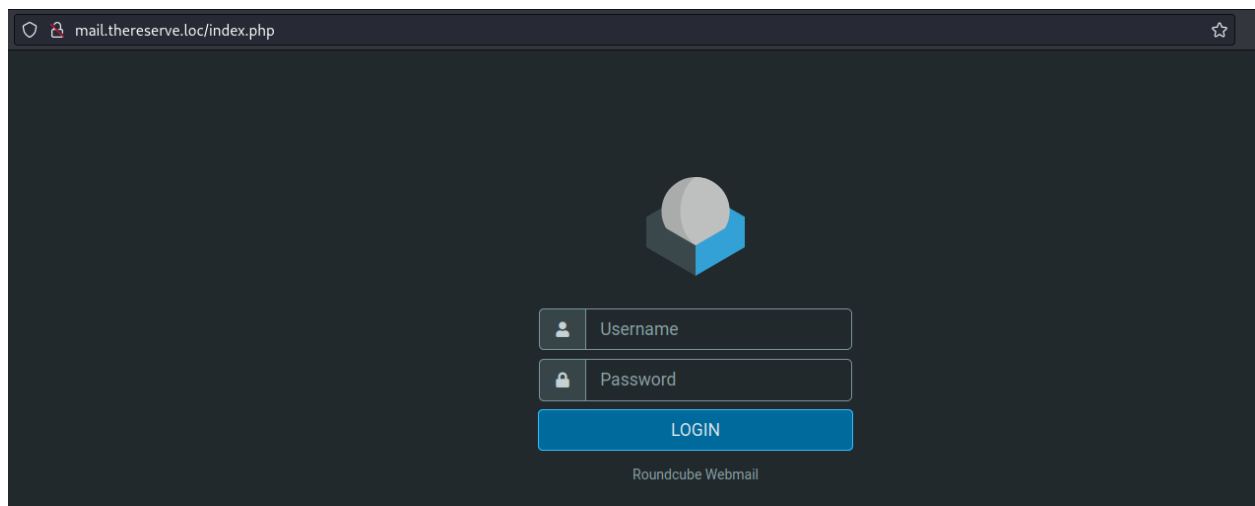 mail.thereserve.loc/index.php
Username
Password
LOGIN
Roundcube Webmail